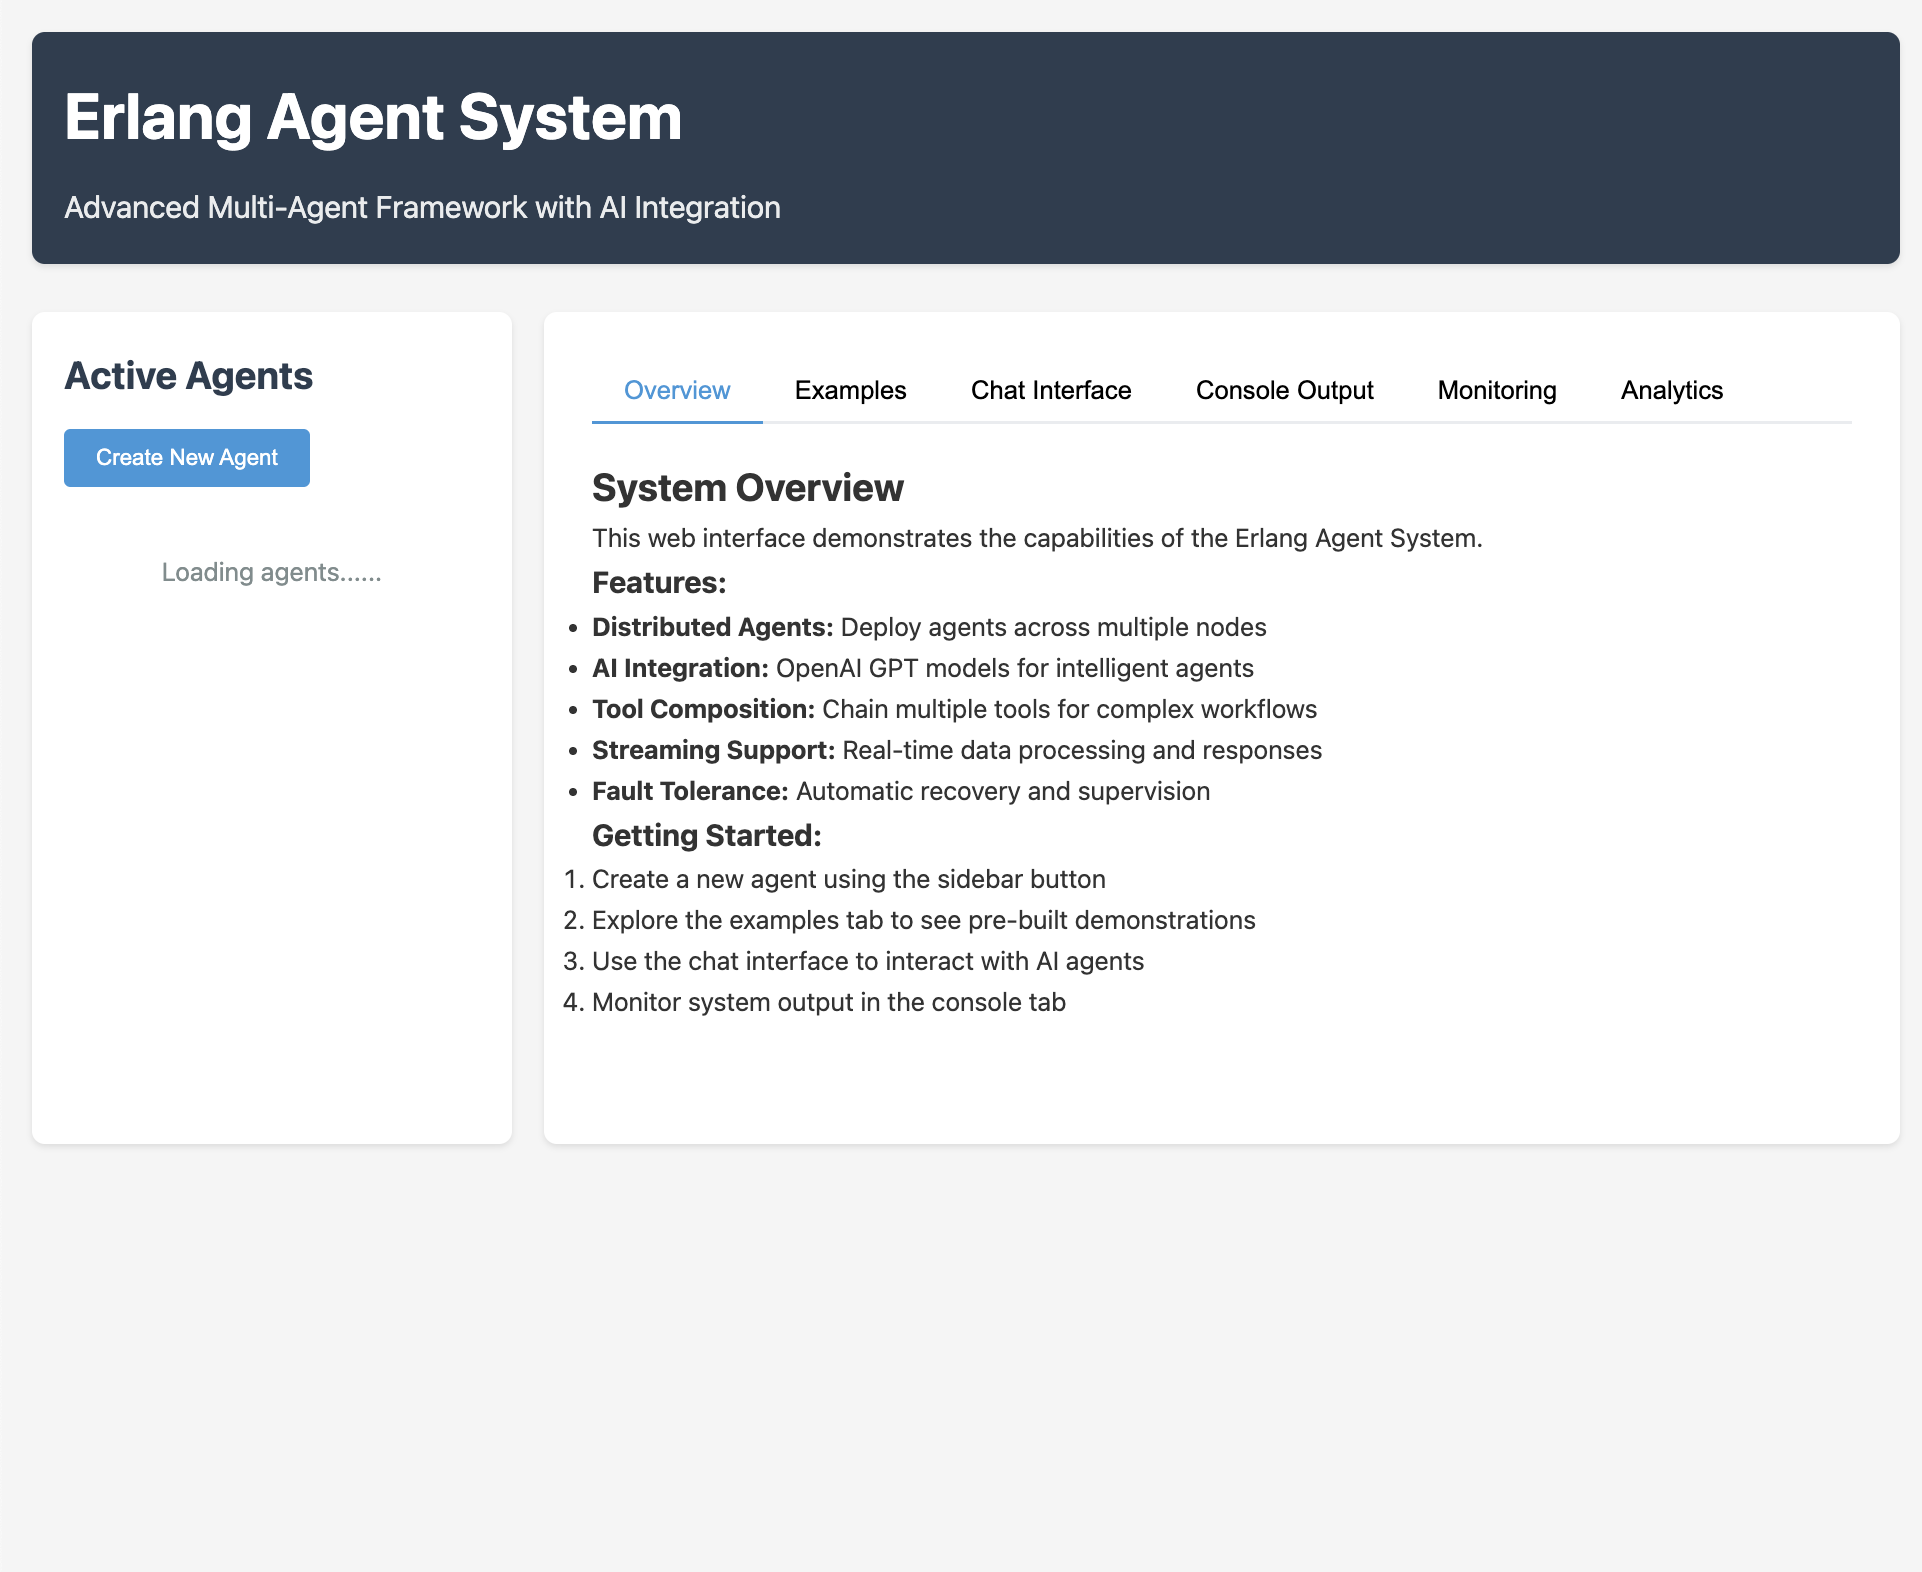 Erlang Agent System
Advanced Multi-Agent Framework with AI Integration
Active Agents
Create New Agent
Loading agents......
Overview
Examples
Chat Interface
Console Output
Monitoring
Analytics
System Overview
This web interface demonstrates the capabilities of the Erlang Agent System.
Features:
• Distributed Agents: Deploy agents across multiple nodes
• AI Integration: OpenAI GPT models for intelligent agents
• Tool Composition: Chain multiple tools for complex workflows
• Streaming Support: Real-time data processing and responses
• Fault Tolerance: Automatic recovery and supervision
Getting Started:
1. Create a new agent using the sidebar button
2. Explore the examples tab to see pre-built demonstrations
3. Use the chat interface to interact with AI agents
4. Monitor system output in the console tab